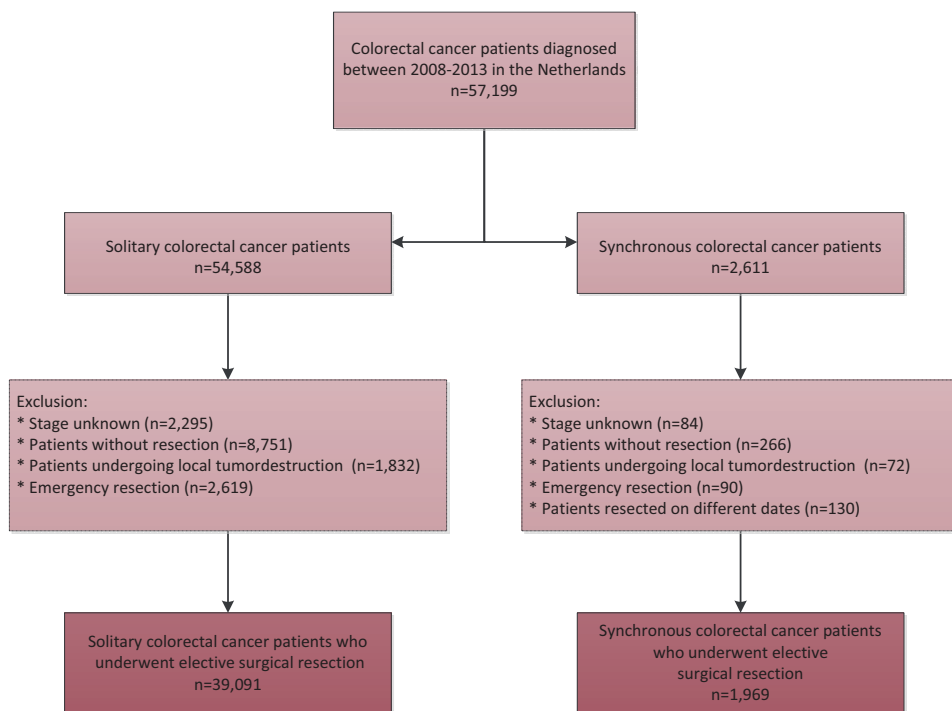 Colorectal cancer patients diagnosed
between 2008-2013 in the Netherlands
n=57,199
Solitary colorectal cancer patients
n=54,588
Synchronous colorectal cancer patients
n=2,611
Exclusion:
* Stage unknown (n=2,295)
* Patients without resection (n=8,751)
* Patients undergoing local tumordestruction (n=1,832)
* Emergency resection (n=2,619)
Exclusion:
* Stage unknown (n=84)
* Patients without resection (n=266)
* Patients undergoing local tumordestruction (n=72)
* Emergency resection (n=90)
* Patients resected on different dates (n=130)
Solitary colorectal cancer patients who
underwent elective surgical resection
n=39,091
Synchronous colorectal cancer patients
who underwent elective
surgical resection
n=1,969